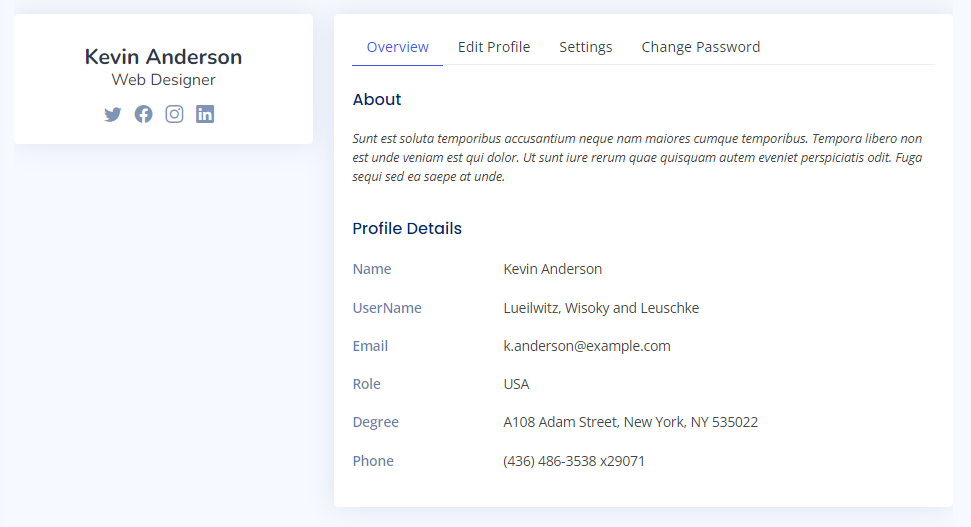 Kevin Anderson
Web Designer
Overview Edit Profile Settings Change Password
About
Sunt est soluta temporibus accusantium neque nam maiores cumque temporibus. Tempora libero non
est unde veniam est qui dolor. Ut sunt iure rerum quae quisquam autem eveniet perspiciatis odit. Fuga
sequi sed ea saepe at unde.
Profile Details
Name Kevin Anderson
UserName Lueilwitz, Wisoky and Leuschke
Email k.anderson@example.com
Role USA
Degree A108 Adam Street, New York, NY 535022
Phone (436) 486-3538 x29071